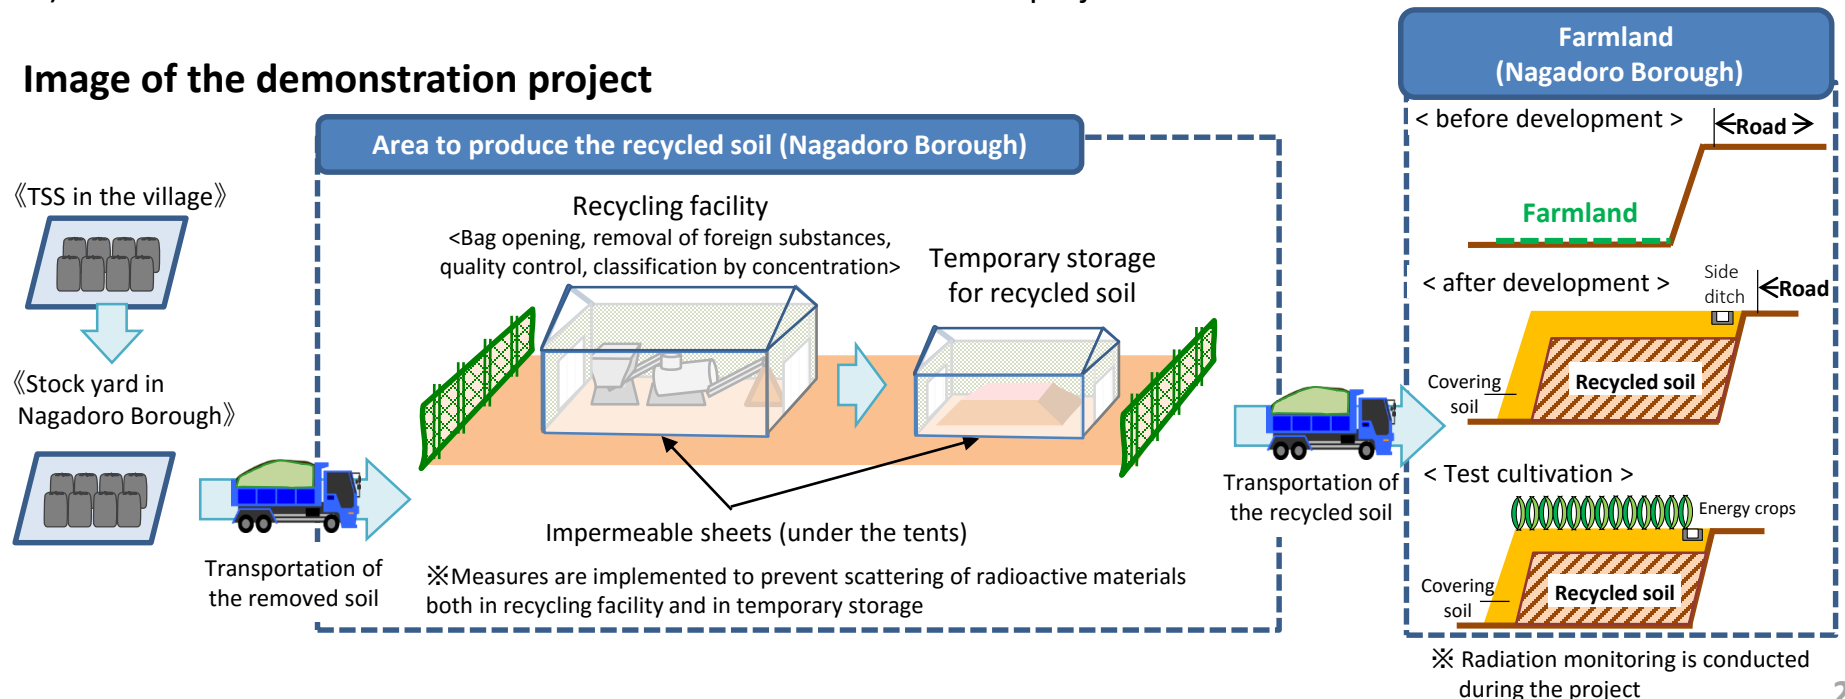 Image of the demonstration project
《TSS in the village》
《Stock yard in
Nagadoro Borough》
Transportation of
the removed soil
Area to produce the recycled soil (Nagadoro Borough)
Recycling facility
<Bag opening, removal of foreign substances,
quality control, classification by concentration>
Temporary storage
for recycled soil
Impermeable sheets (under the tents)
※Measures are implemented to prevent scattering of radioactive materials
both in recycling facility and in temporary storage
Transportation of
the recycled soil
Farmland
(Nagadoro Borough)
< before development >
Road
Farmland
< after development >
Side
ditch
Road
Covering
soil
Recycled soil
< Test cultivation >
Energy crops
Covering
soil
Recycled soil
※ Radiation monitoring is conducted
during the project